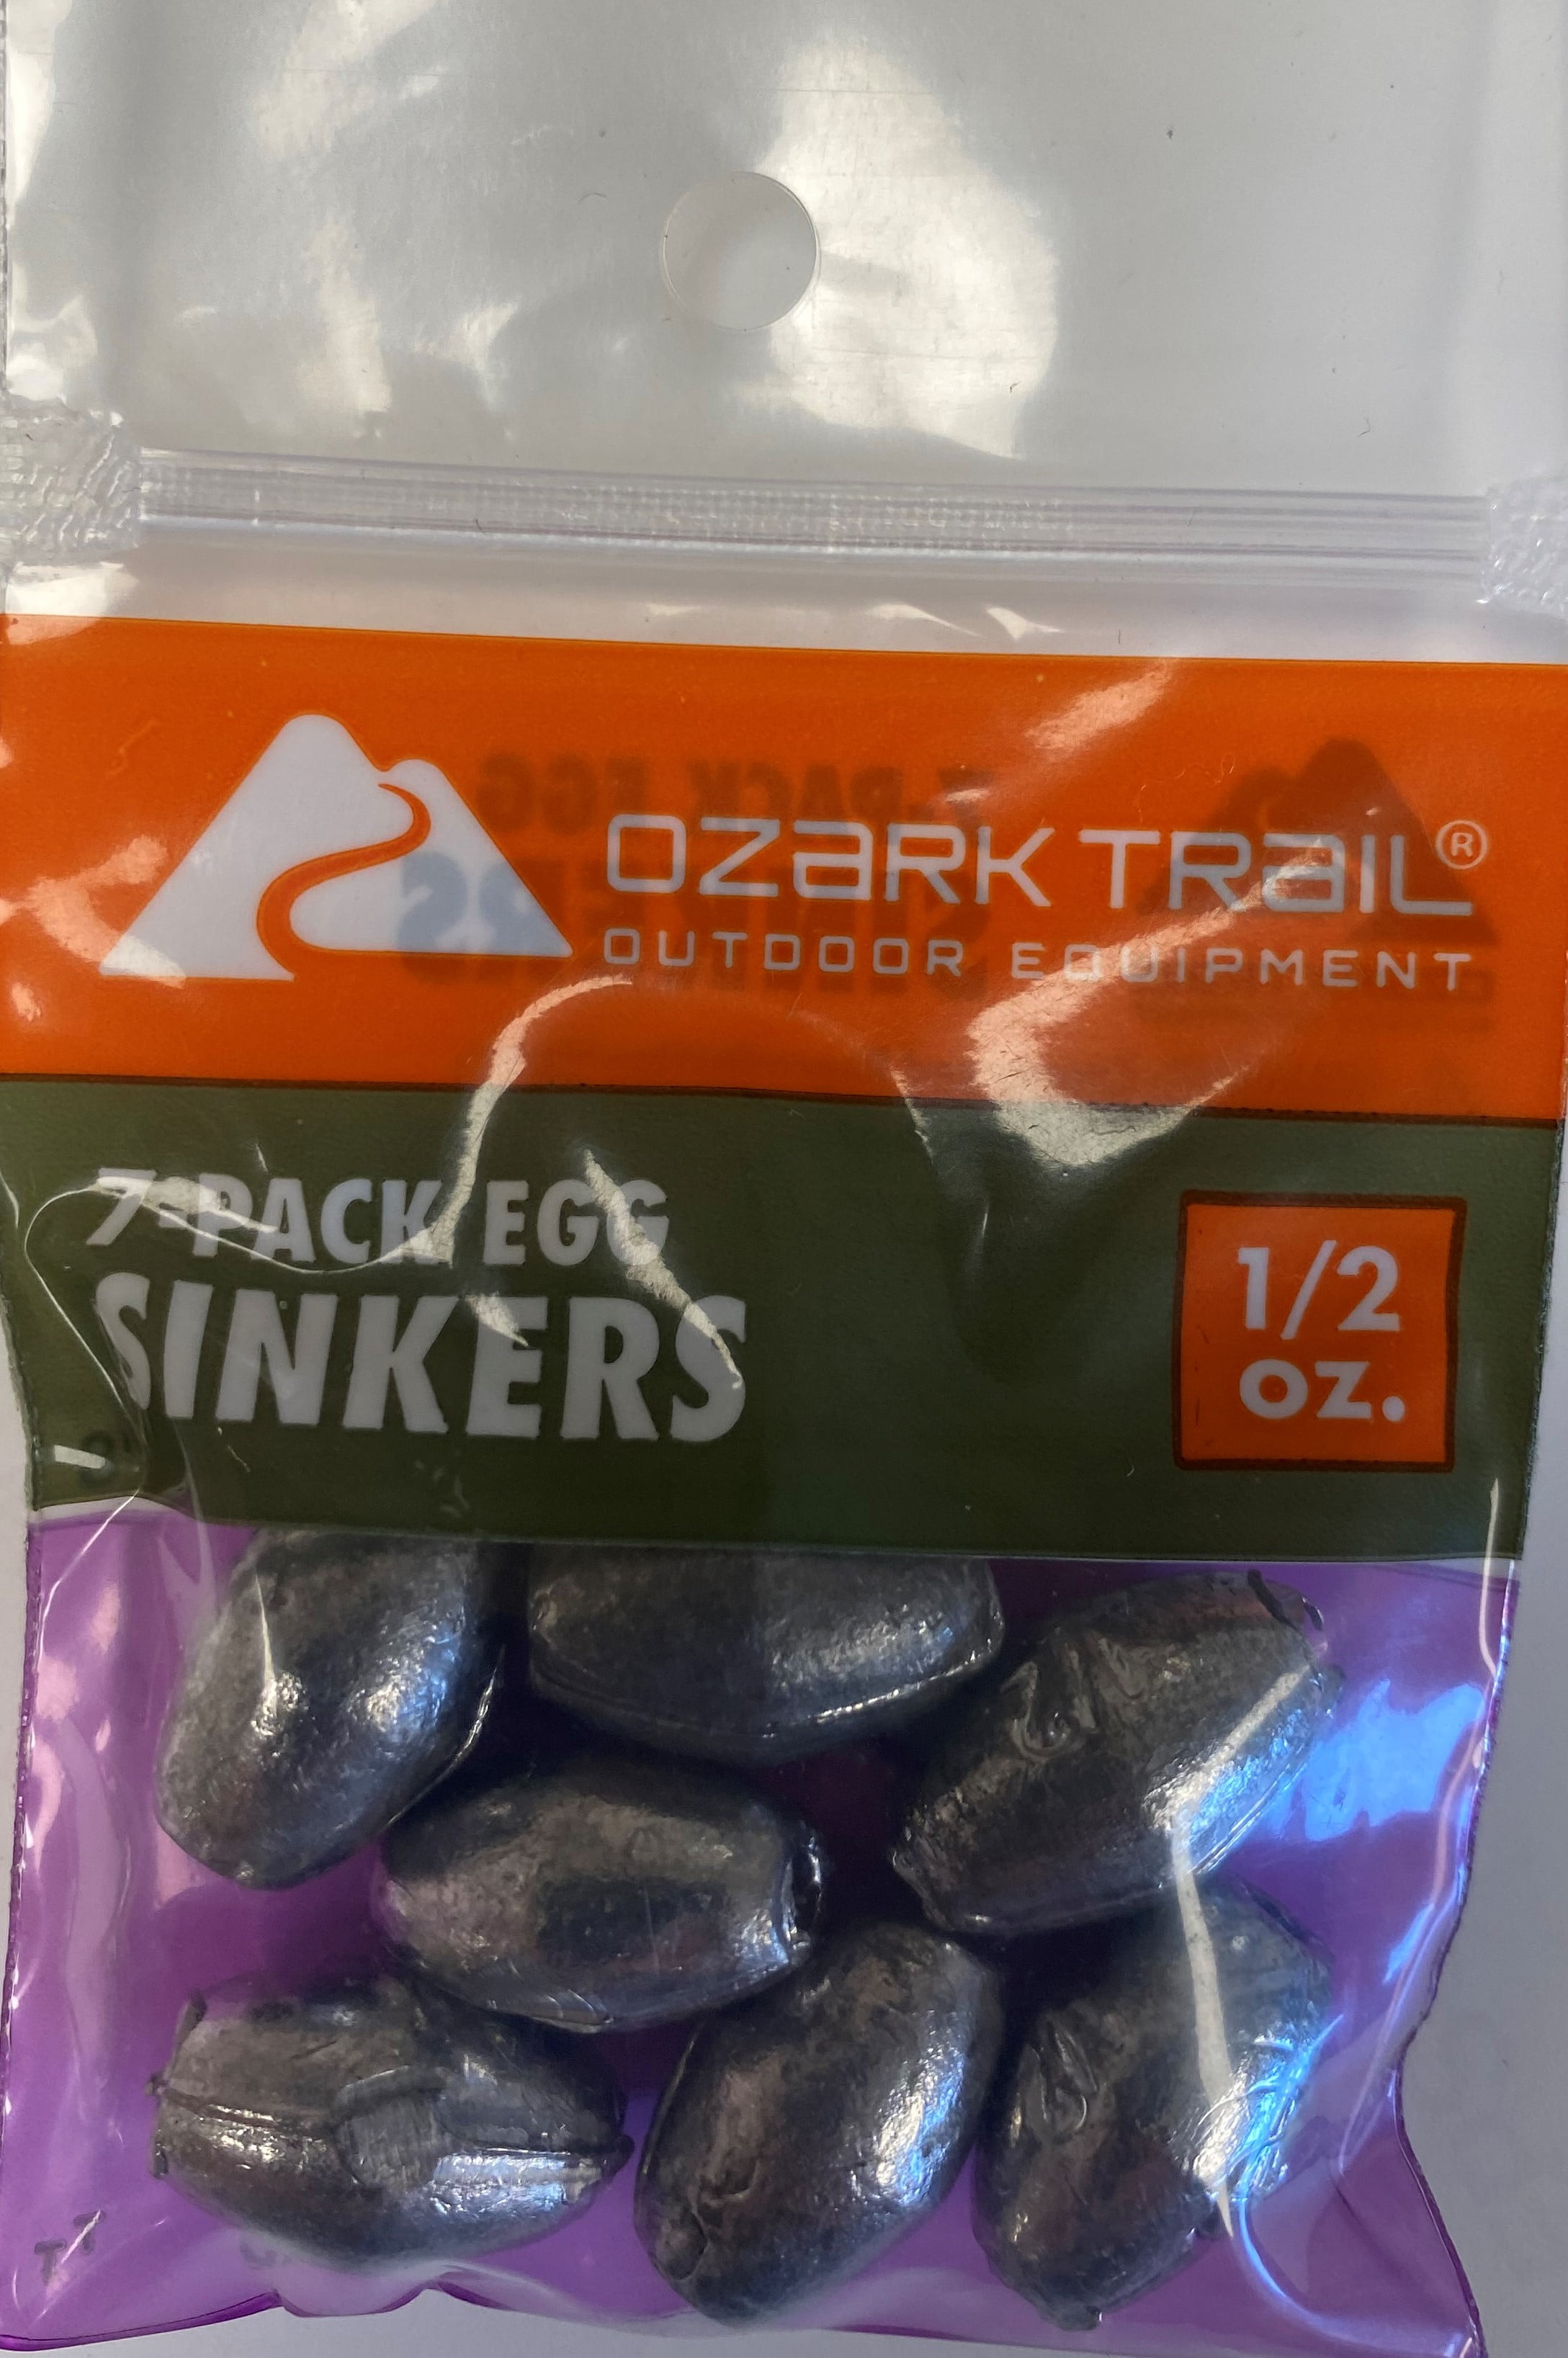 OZARK TRAIL®
OUTDOOR EQUIPMENT
7-PACK EGG
SINKERS
1/2
OZ.